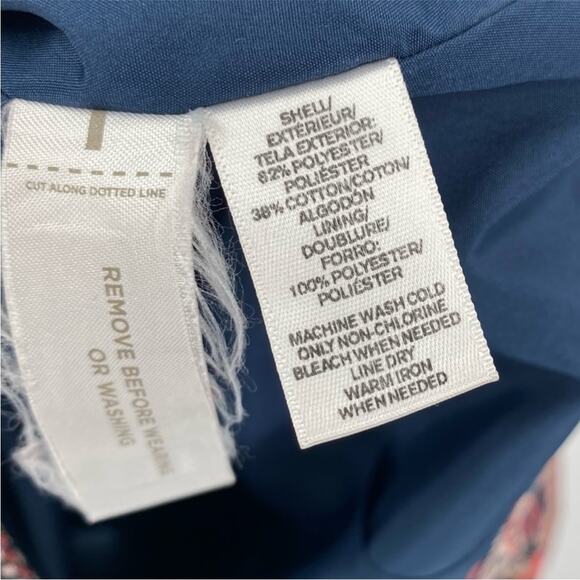 CUT ALONG DOTTED LINE
REMOVE BEFORE WEARING
OR WASHING
SHELL/
EXTÉRIEUR/
TELA EXTERIOR:
62% POLYESTER/
POLIÉSTER
38% COTTON/COTON/
ALGODÓN
LINING/
DOUBLURE/
FORRO:
100% POLYESTER/
POLIÉSTER
MACHINE WASH COLD
ONLY NON-CHLORINE
BLEACH WHEN NEEDED
LINE DRY
WARM IRON
WHEN NEEDED